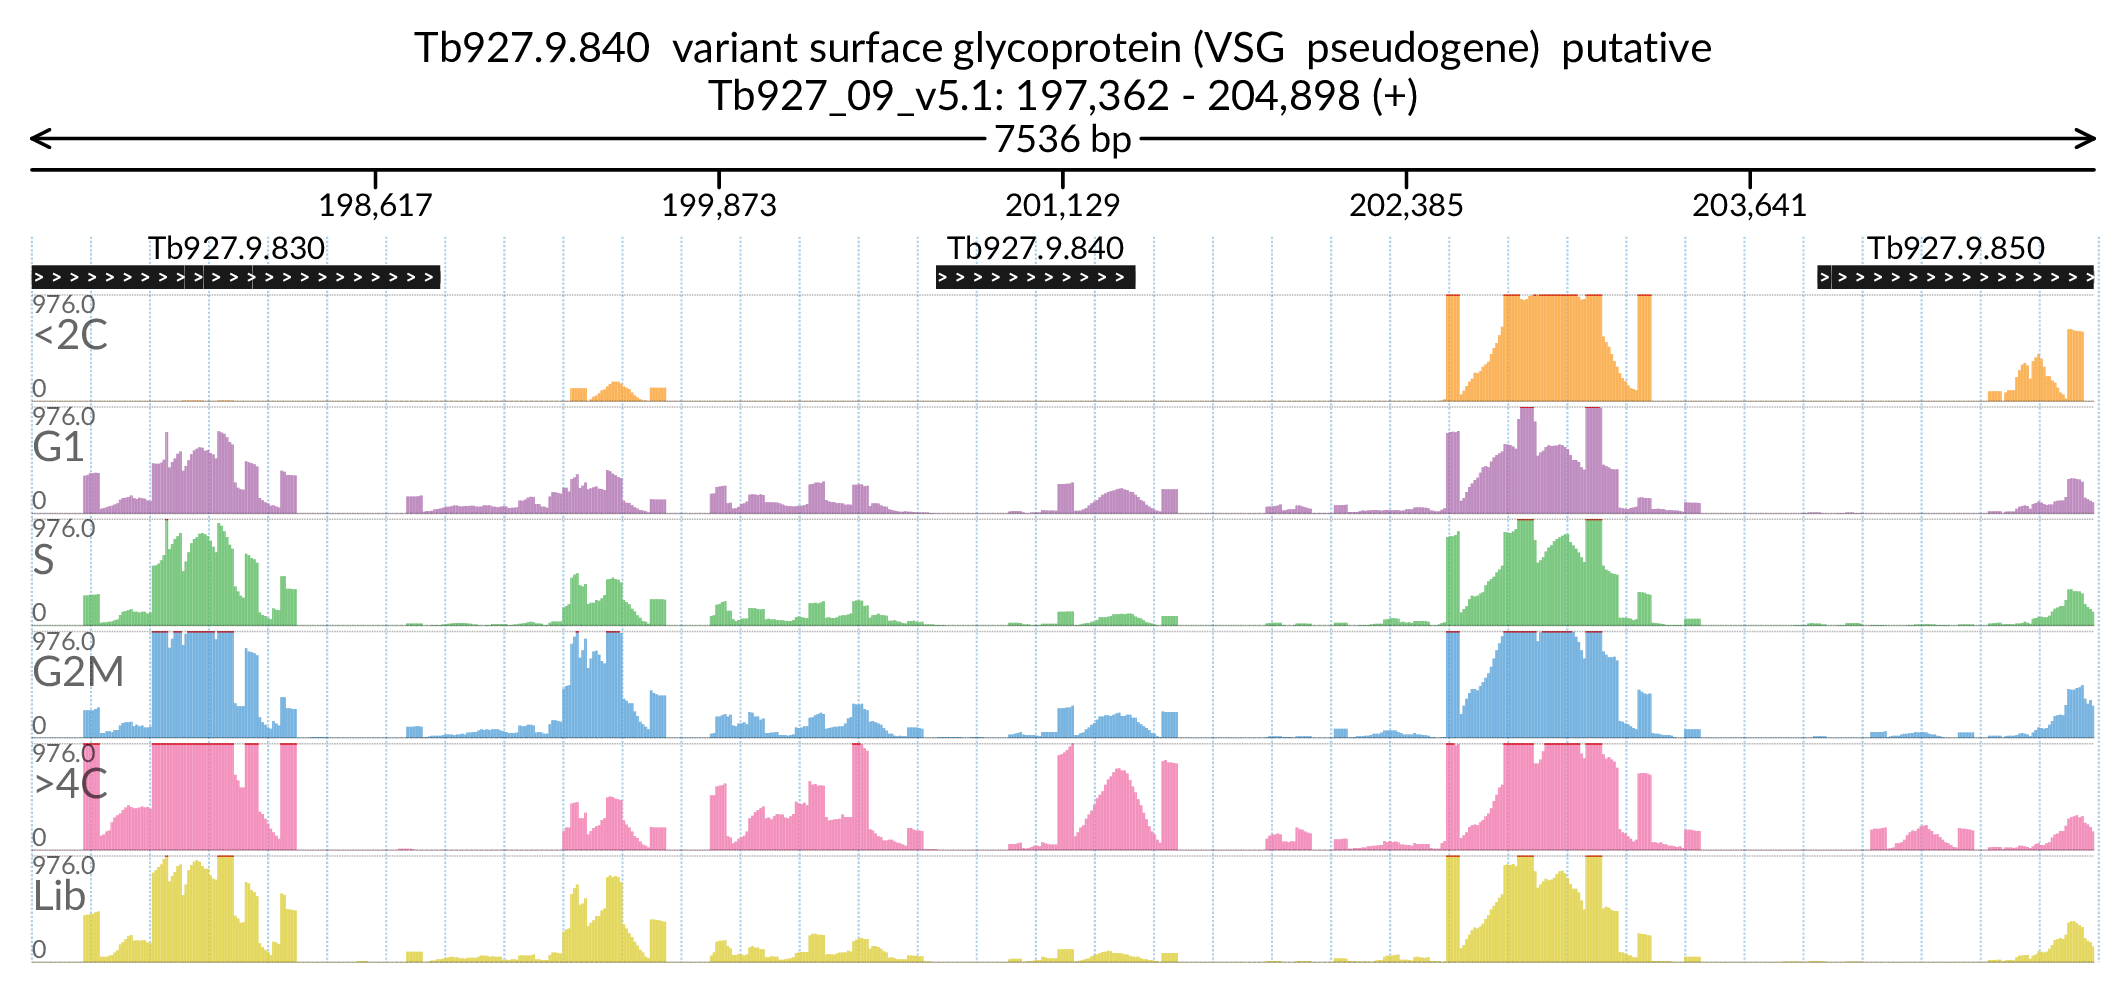 Tb927.9.840  variant surface glycoprotein (VSG  pseudogene)  putative
Tb927_09_v5.1: 197,362 - 204,898 (+)
7536 bp
198,617 199,873 201,129 202,385 203,641
Tb927.9.830 Tb927.9.840 Tb927.9.850
976.0
<2C
0
976.0
G1
0
976.0
S
0
976.0
G2M
0
976.0
>4C
0
976.0
Lib
0